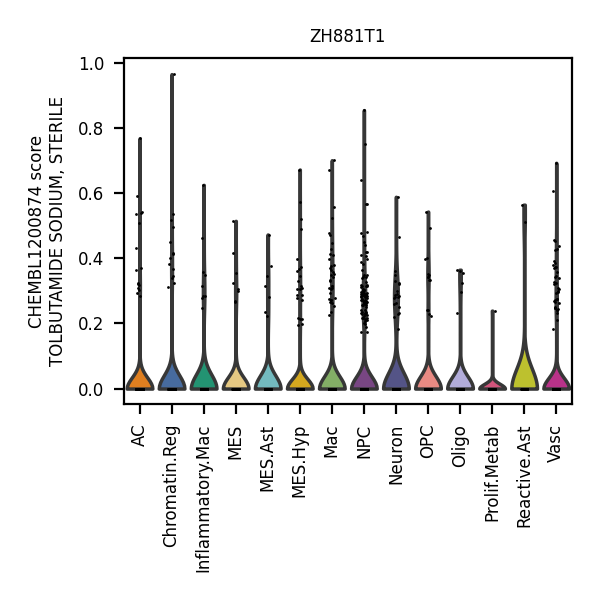 ZH881T1
CHEMBL1200874 score
TOLBUTAMIDE SODIUM, STERILE
1.0
0.8
0.6
0.4
0.2
0.0
AC
Chromatin.Reg
Inflammatory.Mac
MES
MES.Ast
MES.Hyp
Mac
NPC
Neuron
OPC
Oligo
Prolif.Metab
Reactive.Ast
Vasc